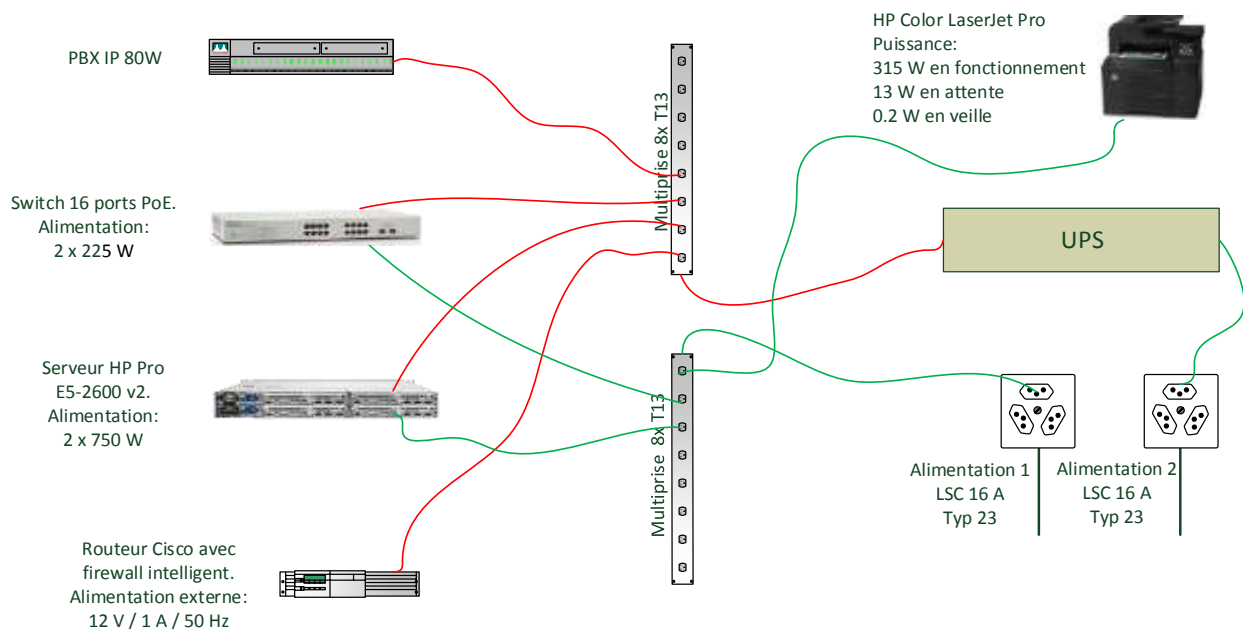 PBX IP 80W
HP Color LaserJet Pro
Puissance:
315 W en fonctionnement
13 W en attente
0.2 W en veille
Multiprise 8x T13
Switch 16 ports PoE.
Alimentation:
2 x 225 W
UPS
Serveur HP Pro
E5-2600 v2.
Alimentation:
2 x 750 W
Multiprise 8x T13
Alimentation 1
LSC 16 A
Typ 23
Alimentation 2
LSC 16 A
Typ 23
Routeur Cisco avec
firewall intelligent.
Alimentation externe:
12 V / 1 A / 50 Hz